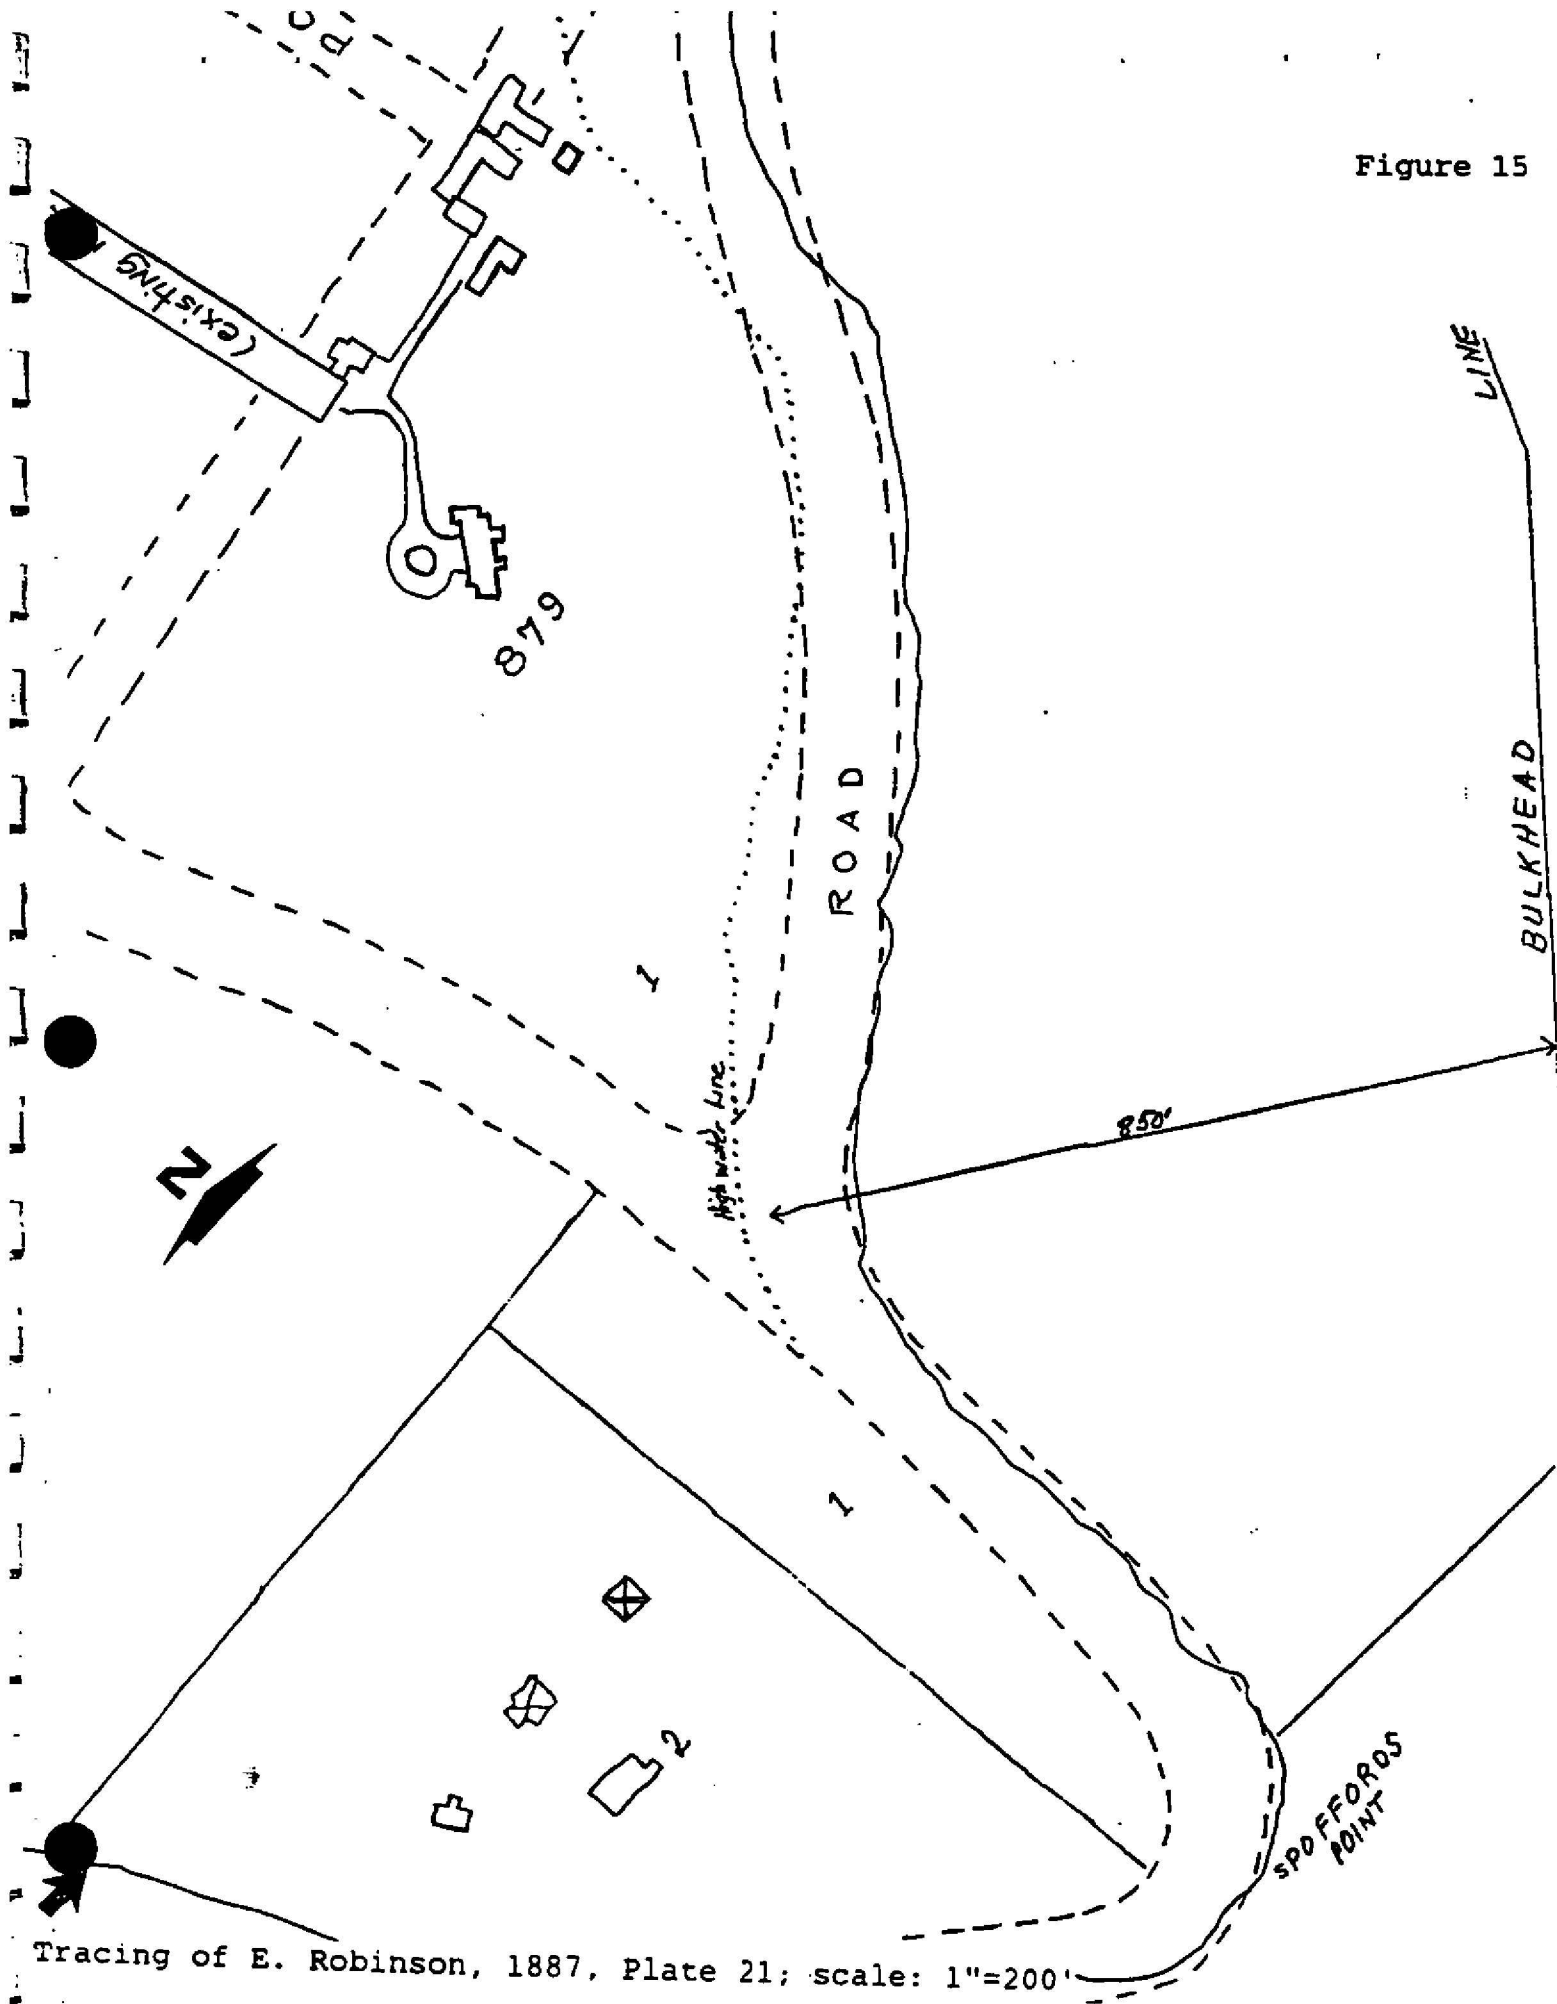 Figure 15
(existing
879
LINE
BULKHEAD
ROAD
1
High water Line
850'
N
1
2
SPOFFOROS
POINT
Tracing of E. Robinson, 1887, Plate 21; scale: 1"=200'